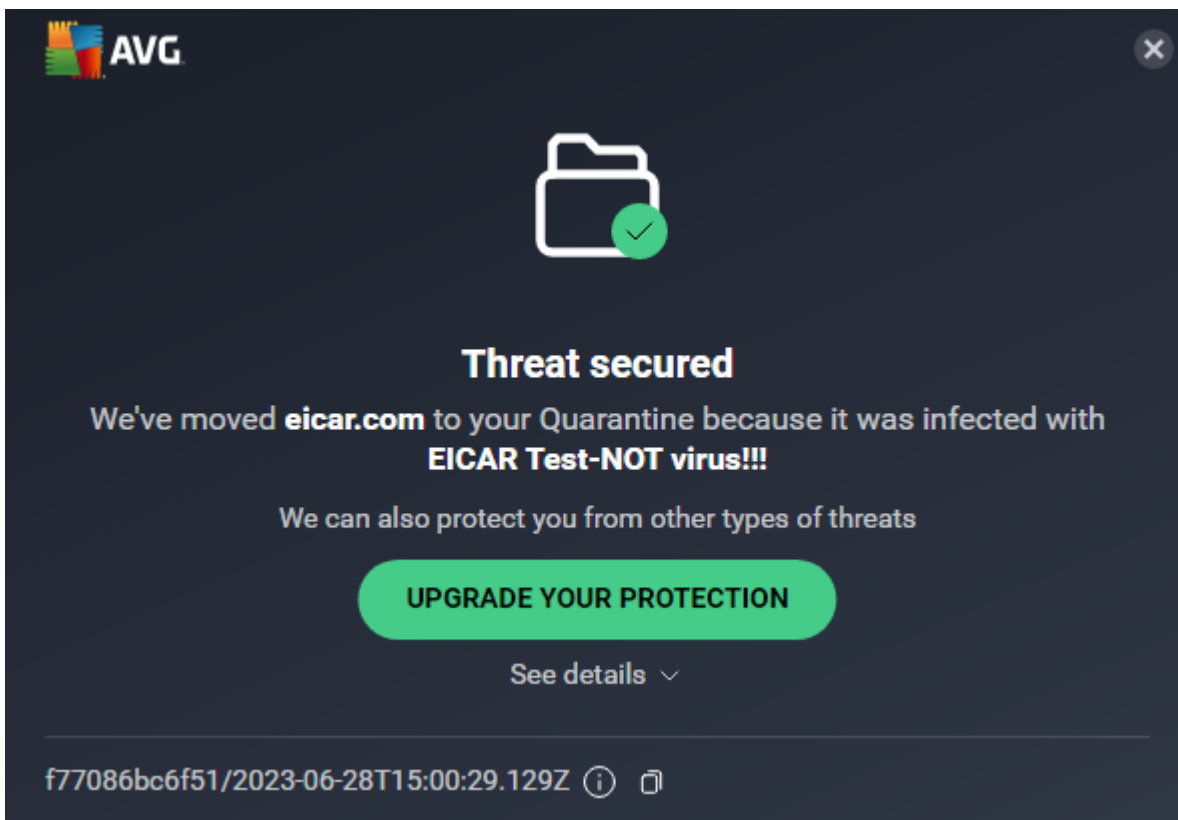 AVG
Threat secured
We've moved eicar.com to your Quarantine because it was infected with
EICAR Test-NOT virus!!!
We can also protect you from other types of threats
UPGRADE YOUR PROTECTION
See details
f77086bc6f51/2023-06-28T15:00:29.129Z